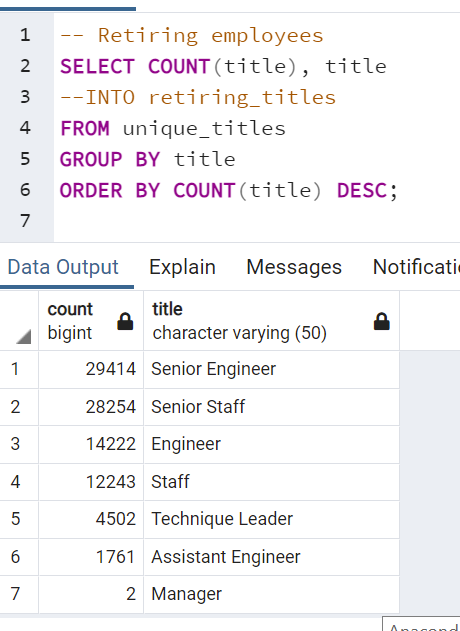 1 -- Retiring employees
2 SELECT COUNT(title), title
3 --INTO retiring_titles
4 FROM unique_titles
5 GROUP BY title
6 ORDER BY COUNT(title) DESC;
7
Data Output Explain Messages Notificati
count title
bigint character varying (50)
1 29414 Senior Engineer
2 28254 Senior Staff
3 14222 Engineer
4 12243 Staff
5 4502 Technique Leader
6 1761 Assistant Engineer
7 2 Manager